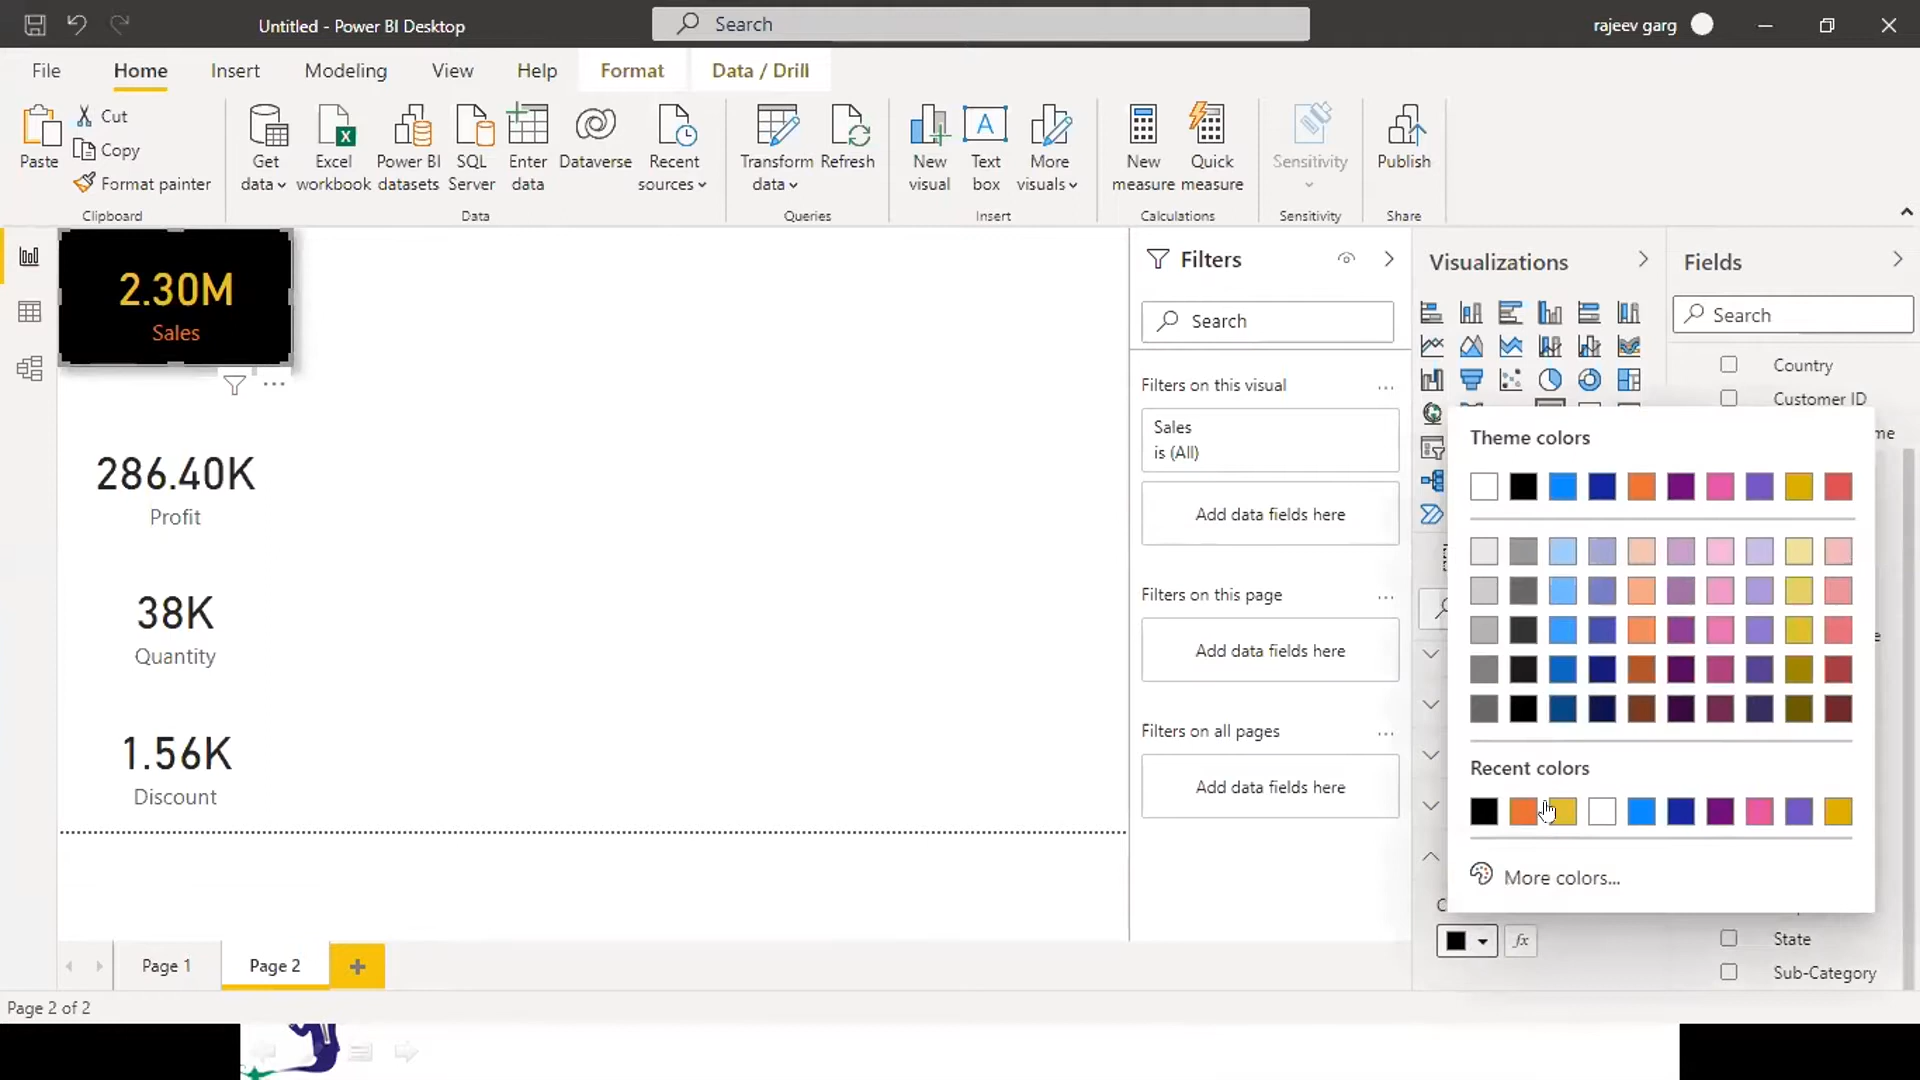 Untitled - Power BI Desktop
Search
rajeev garg
File
Home
Insert
Modeling
View
Help
Format
Data / Drill
Paste
Cut
Copy
Format painter
Clipboard
Get data
Excel workbook
Power BI datasets
SQL Server
Enter data
Dataverse
Recent sources
Data
Transform data
Refresh
Queries
New visual
Text box
More visuals
Insert
New measure
Quick measure
Calculations
Sensitivity
Sensitivity
Publish
Share
2.30M
Sales
286.40K
Profit
38K
Quantity
1.56K
Discount
Filters
Search
Filters on this visual
...
Sales
is (All)
Add data fields here
Filters on this page
...
Add data fields here
Filters on all pages
...
Add data fields here
Visualizations
Theme colors
Recent colors
More colors...
fx
Fields
Search
Country
Customer ID
me
State
Sub-Category
Page 1
Page 2
+
Page 2 of 2